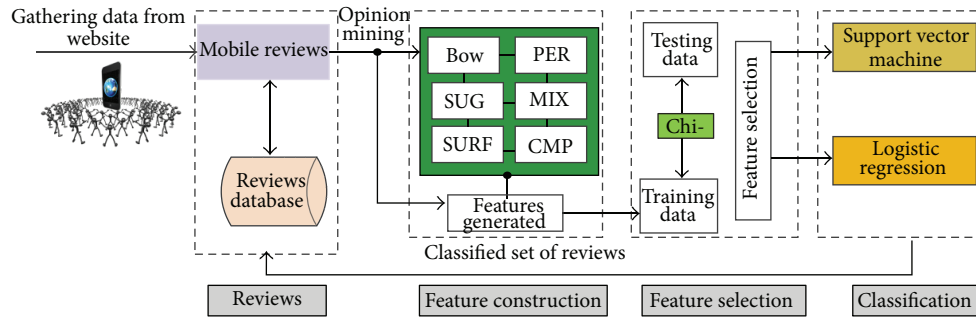 Gathering data from
website
Mobile reviews
Reviews
database
Opinion
mining
Bow
PER
SUG
MIX
SURF
CMP
Features
generated
Classified set of reviews
Testing
data
Chi-
Training
data
Feature selection
Support vector
machine
Logistic
regression
Reviews
Feature construction
Feature selection
Classification